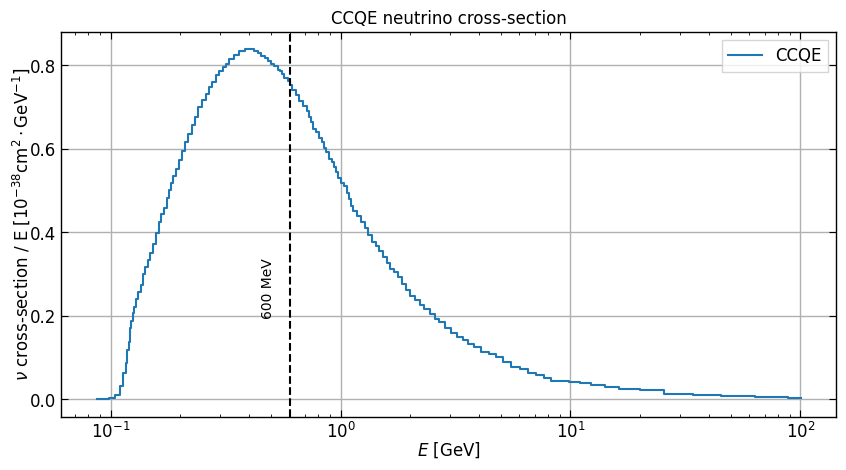 CCQE neutrino cross-section
CCQE
ν cross-section / E [10⁻³⁸cm² · GeV⁻¹]
0.8
0.6
0.4
0.2
0.0
600 MeV
10⁻¹ 10⁰ 10¹ 10²
E [GeV]